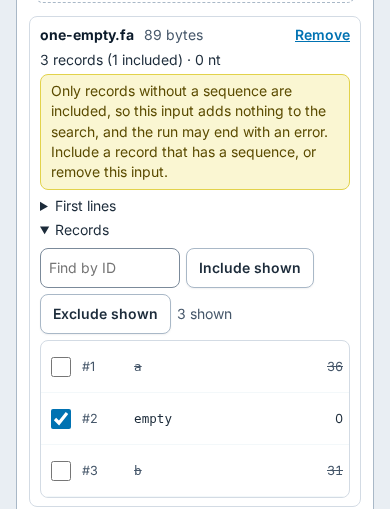 one-empty.fa 89 bytes Remove
3 records (1 included) · 0 nt
Only records without a sequence are
included, so this input adds nothing to the
search, and the run may end with an error.
Include a record that has a sequence, or
remove this input.
First lines
Records
Find by ID Include shown
Exclude shown 3 shown
#1 a 36
#2 empty 0
#3 b 31